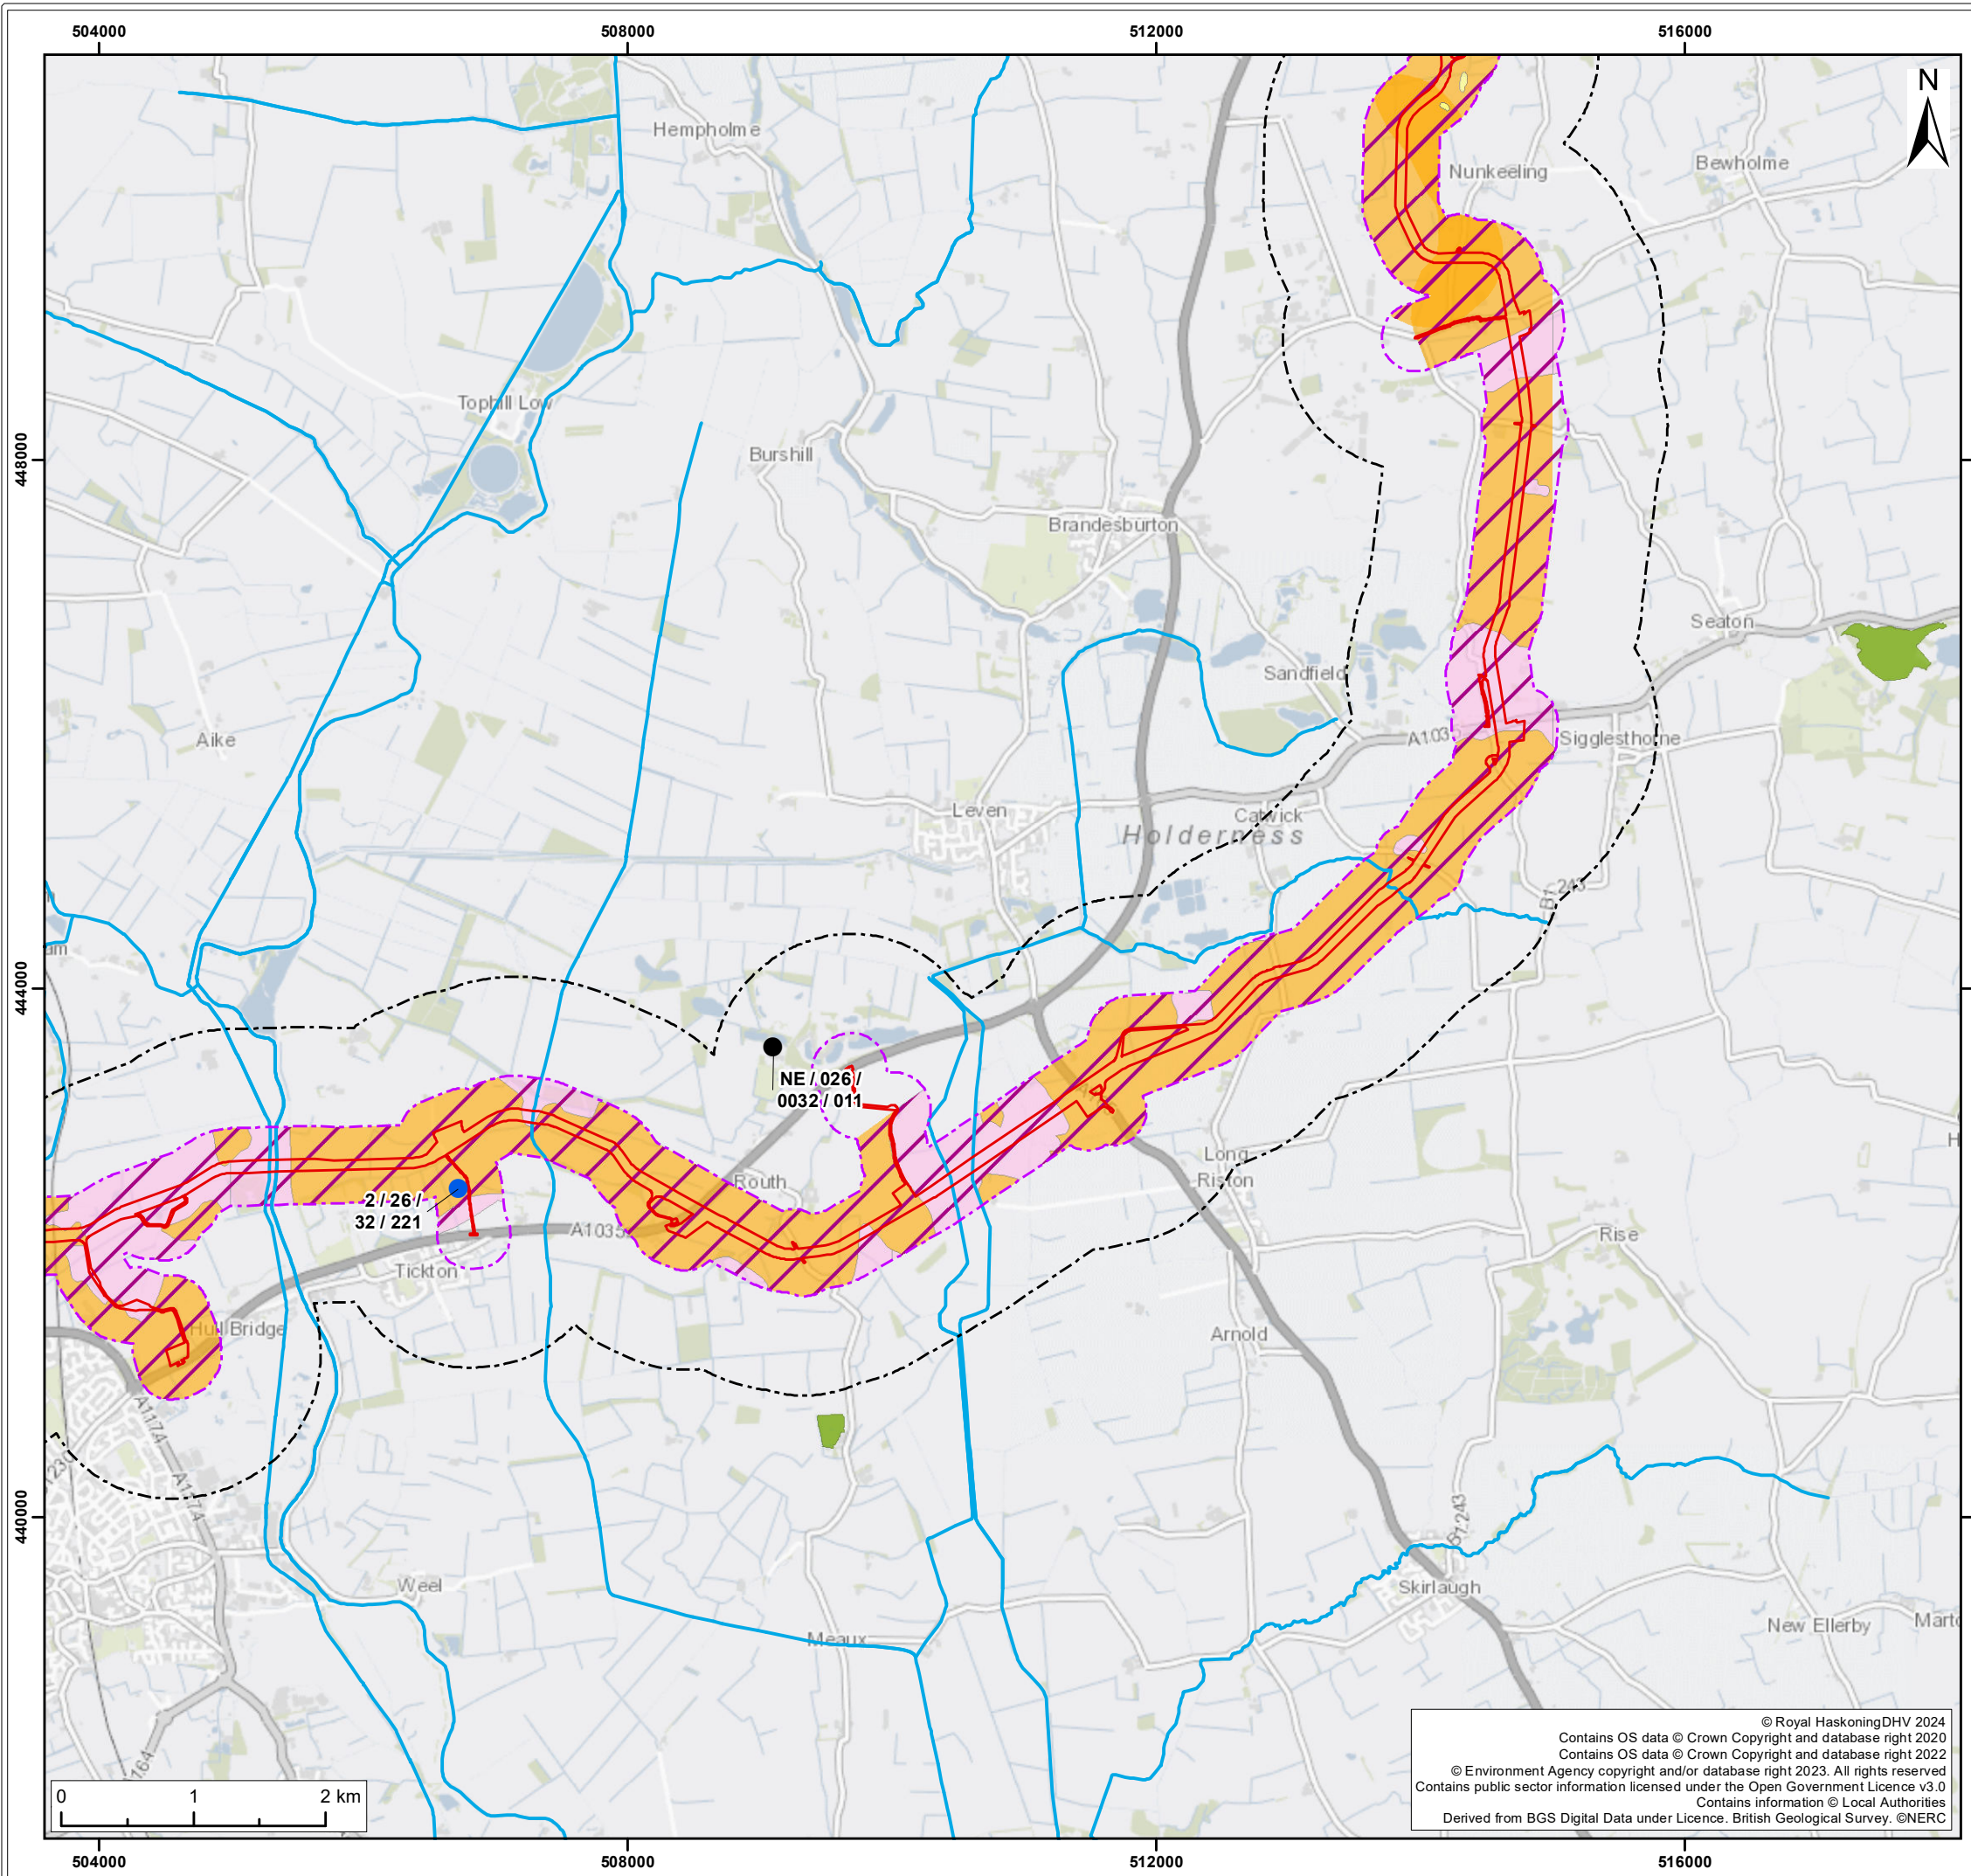 504000
508000
512000
516000
N
Hempholme
Nunkeeling
Bewholme
Tophill Low
448000
Burshill
Brandesburton
Seaton
Sandfield
Aike
A1035
Sigglesthorne
Leven
Catwick
Holderness
B1243
am
444000
NE / 026 /
0032 / 011
Long
Riston
Routh
2 / 26 /
32 / 221
A1035
Rise
Tickton
Hull Bridge
Arnold
A1174
A1174
440000
B1243
Weel
Skirlaugh
Meaux
New Ellerby
© Royal HaskoningDHV 2024
Contains OS data © Crown Copyright and database right 2020
Contains OS data © Crown Copyright and database right 2022
© Environment Agency copyright and/or database right 2023. All rights reserved
Contains public sector information licensed under the Open Government Licence v3.0
Contains information © Local Authorities
Derived from BGS Digital Data under Licence. British Geological Survey. ©NERC
0 1 2 km
504000
508000
512000
516000